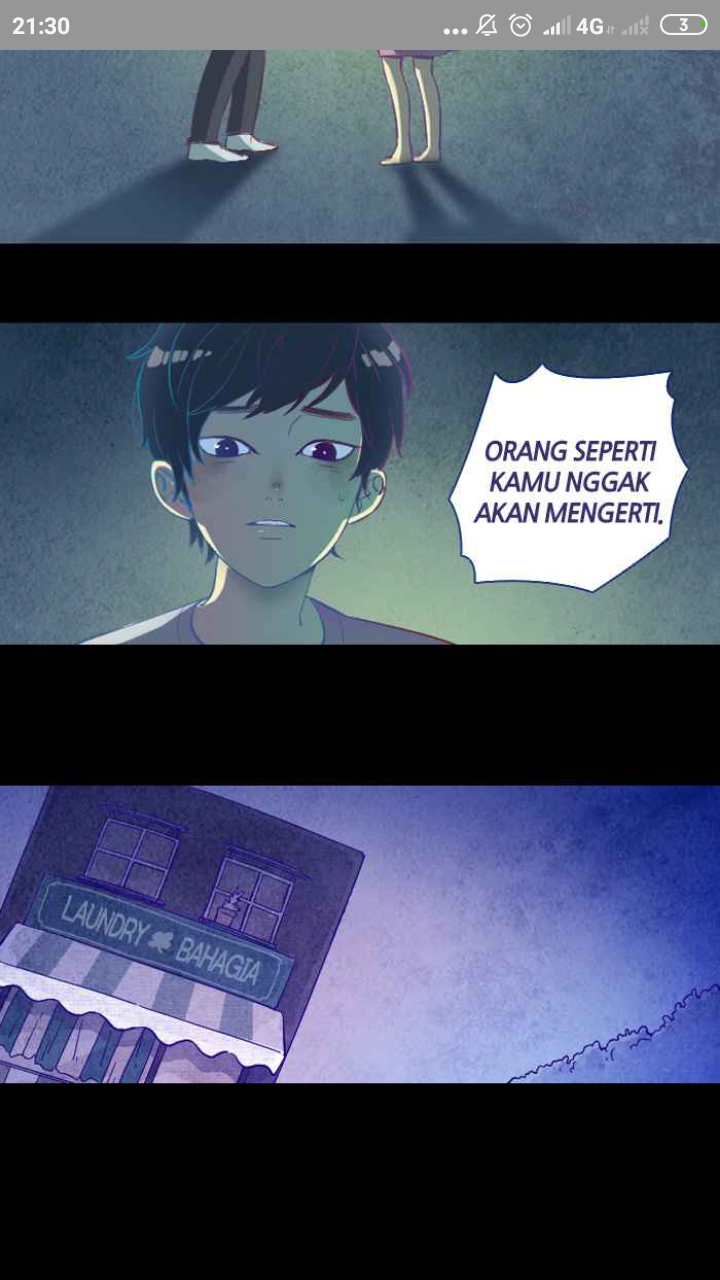 21:30
4G
3
ORANG SEPERTI
KAMU NGGAK
AKAN MENGERTI.
LAUNDRY BAHAGIA